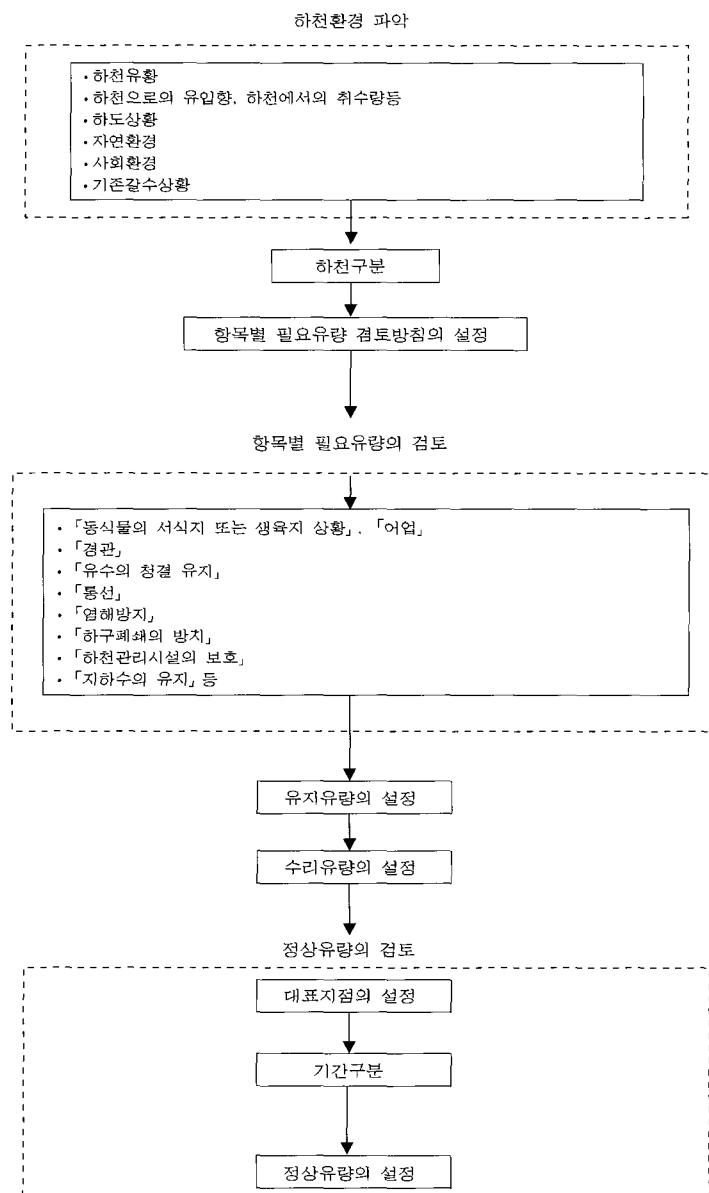 하천환경 파악
· 하천유황
· 하천으로의 유입향, 하천에서의 취수량등
· 하도상황
· 자연환경
· 사회환경
· 기존갈수상황
하천구분
항목별 필요유량 겸토방침의 설정
항목별 필요유량의 검토
· 「동식물의 서식지 또는 생육지 상황」, 「어업」
· 「경관」
· 「유수의 청결 유지」
· 「통선」
· 「염해방지」
· 「하구폐쇄의 방치」
· 「하천관리시설의 보호」
· 「지하수의 유지」 등
유지유량의 설정
수리유량의 설정
정상유량의 검토
대표지점의 설정
기간구분
정상유량의 설정